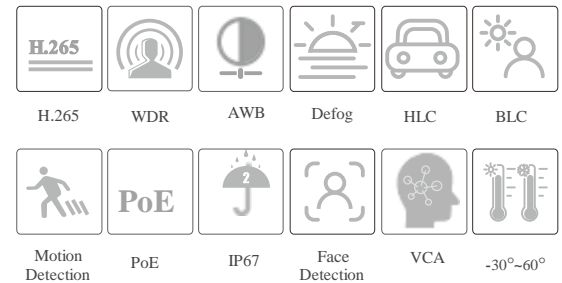 H.265
H.265 WDR AWB Defog HLC BLC
PoE 2
Motion Detection PoE IP67 Face Detection VCA -30°~60°